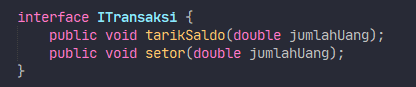 interface ITransaksi {
    public void tarikSaldo(double jumlahUang);
    public void setor(double jumlahUang);
}